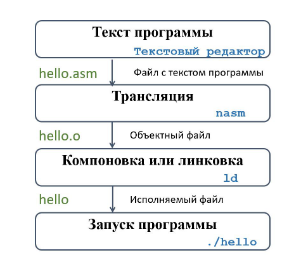 Текст программы
Текстовый редактор
hello.asm Файл с текстом программы
Трансляция
nasm
hello.o Объектный файл
Компоновка или линковка
ld
hello Исполняемый файл
Запуск программы
./hello